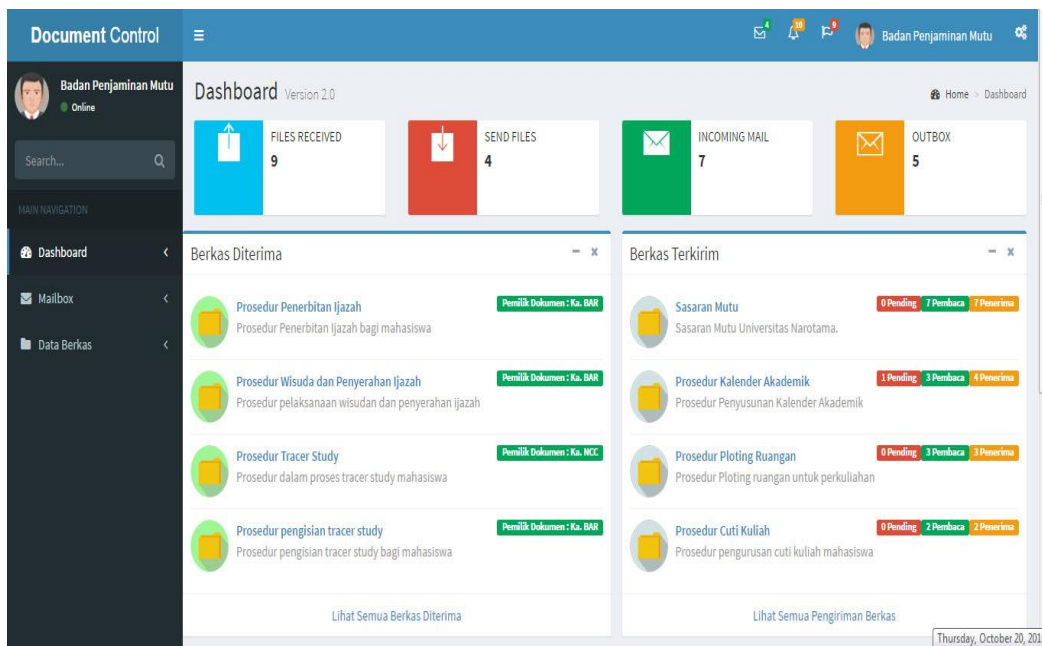 Document Control
4 10 9 Badan Penjaminan Mutu
Badan Penjaminan Mutu
Online
Search...
MAIN NAVIGATION
Dashboard
Mailbox
Data Berkas
Dashboard Version 2.0
Home > Dashboard
FILES RECEIVED
9
SEND FILES
4
INCOMING MAIL
7
OUTBOX
5
Berkas Diterima
Prosedur Penerbitan Ijazah Pemilik Dokumen : Ka. BAR
Prosedur Penerbitan Ijazah bagi mahasiswa
Prosedur Wisuda dan Penyerahan Ijazah Pemilik Dokumen : Ka. BAR
Prosedur pelaksanaan wisudan dan penyerahan ijazah
Prosedur Tracer Study Pemilik Dokumen : Ka. NCC
Prosedur dalam proses tracer study mahasiswa
Prosedur pengisian tracer study Pemilik Dokumen : Ka. BAR
Prosedur pengisian tracer study bagi mahasiswa
Lihat Semua Berkas Diterima
Berkas Terkirim
Sasaran Mutu 0 Pending 7 Pembaca 7 Penerima
Sasaran Mutu Universitas Narotama.
Prosedur Kalender Akademik 1 Pending 3 Pembaca 4 Penerima
Prosedur Penyusunan Kalender Akademik
Prosedur Ploting Ruangan 0 Pending 3 Pembaca 3 Penerima
Prosedur Ploting ruangan untuk perkuliahan
Prosedur Cuti Kuliah 0 Pending 2 Pembaca 2 Penerima
Prosedur pengurusan cuti kuliah mahasiswa
Lihat Semua Pengiriman Berkas
Thursday, October 20, 201